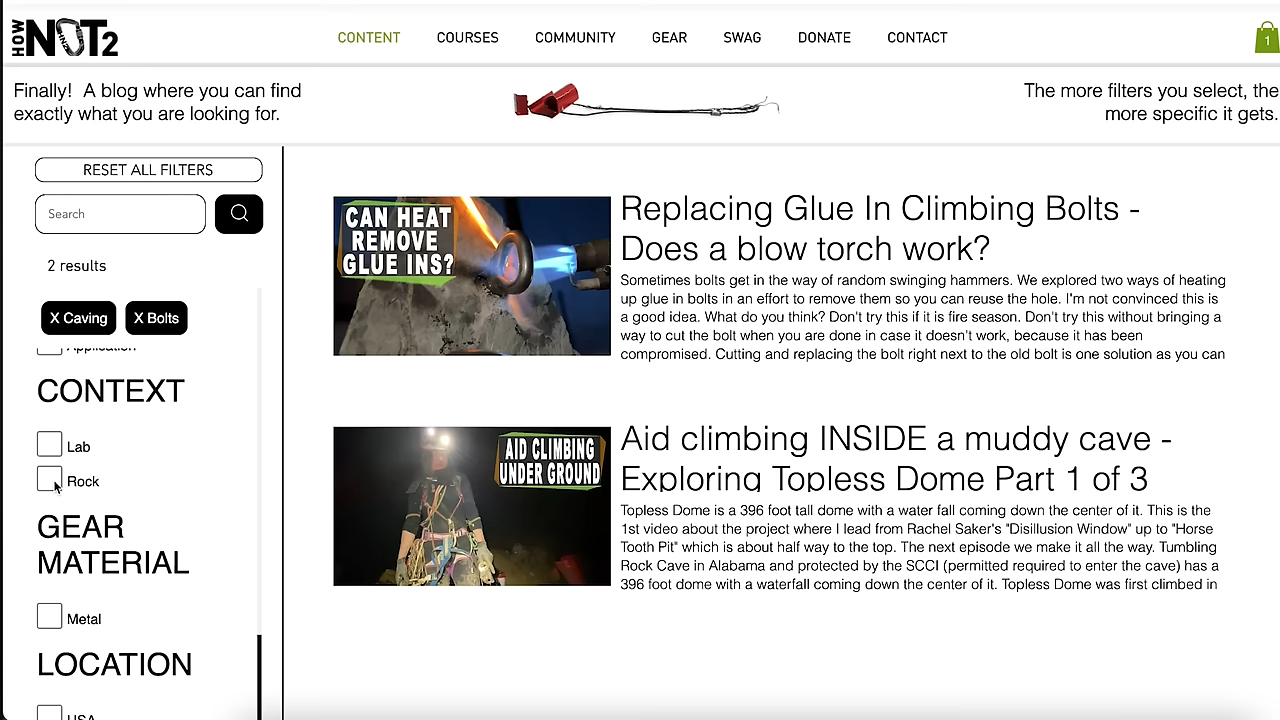 HOW NOT2
CONTENT
COURSES
COMMUNITY
GEAR
SWAG
DONATE
CONTACT
1
Finally! A blog where you can find
exactly what you are looking for.
The more filters you select, the
more specific it gets.
RESET ALL FILTERS
Search
2 results
X Caving
X Bolts
Application
CONTEXT
Lab
Rock
GEAR
MATERIAL
Metal
LOCATION
USA
CAN HEAT
REMOVE
GLUE INS?
Replacing Glue In Climbing Bolts -
Does a blow torch work?
Sometimes bolts get in the way of random swinging hammers. We explored two ways of heating
up glue in bolts in an effort to remove them so you can reuse the hole. I'm not convinced this is
a good idea. What do you think? Don't try this if it is fire season. Don't try this without bringing a
way to cut the bolt when you are done in case it doesn't work, because it has been
compromised. Cutting and replacing the bolt right next to the old bolt is one solution as you can
AID CLIMBING
UNDER GROUND
Aid climbing INSIDE a muddy cave -
Exploring Topless Dome Part 1 of 3
Topless Dome is a 396 foot tall dome with a water fall coming down the center of it. This is the
1st video about the project where I lead from Rachel Saker's "Disillusion Window" up to "Horse
Tooth Pit" which is about half way to the top. The next episode we make it all the way. Tumbling
Rock Cave in Alabama and protected by the SCCI (permitted required to enter the cave) has a
396 foot dome with a waterfall coming down the center of it. Topless Dome was first climbed in